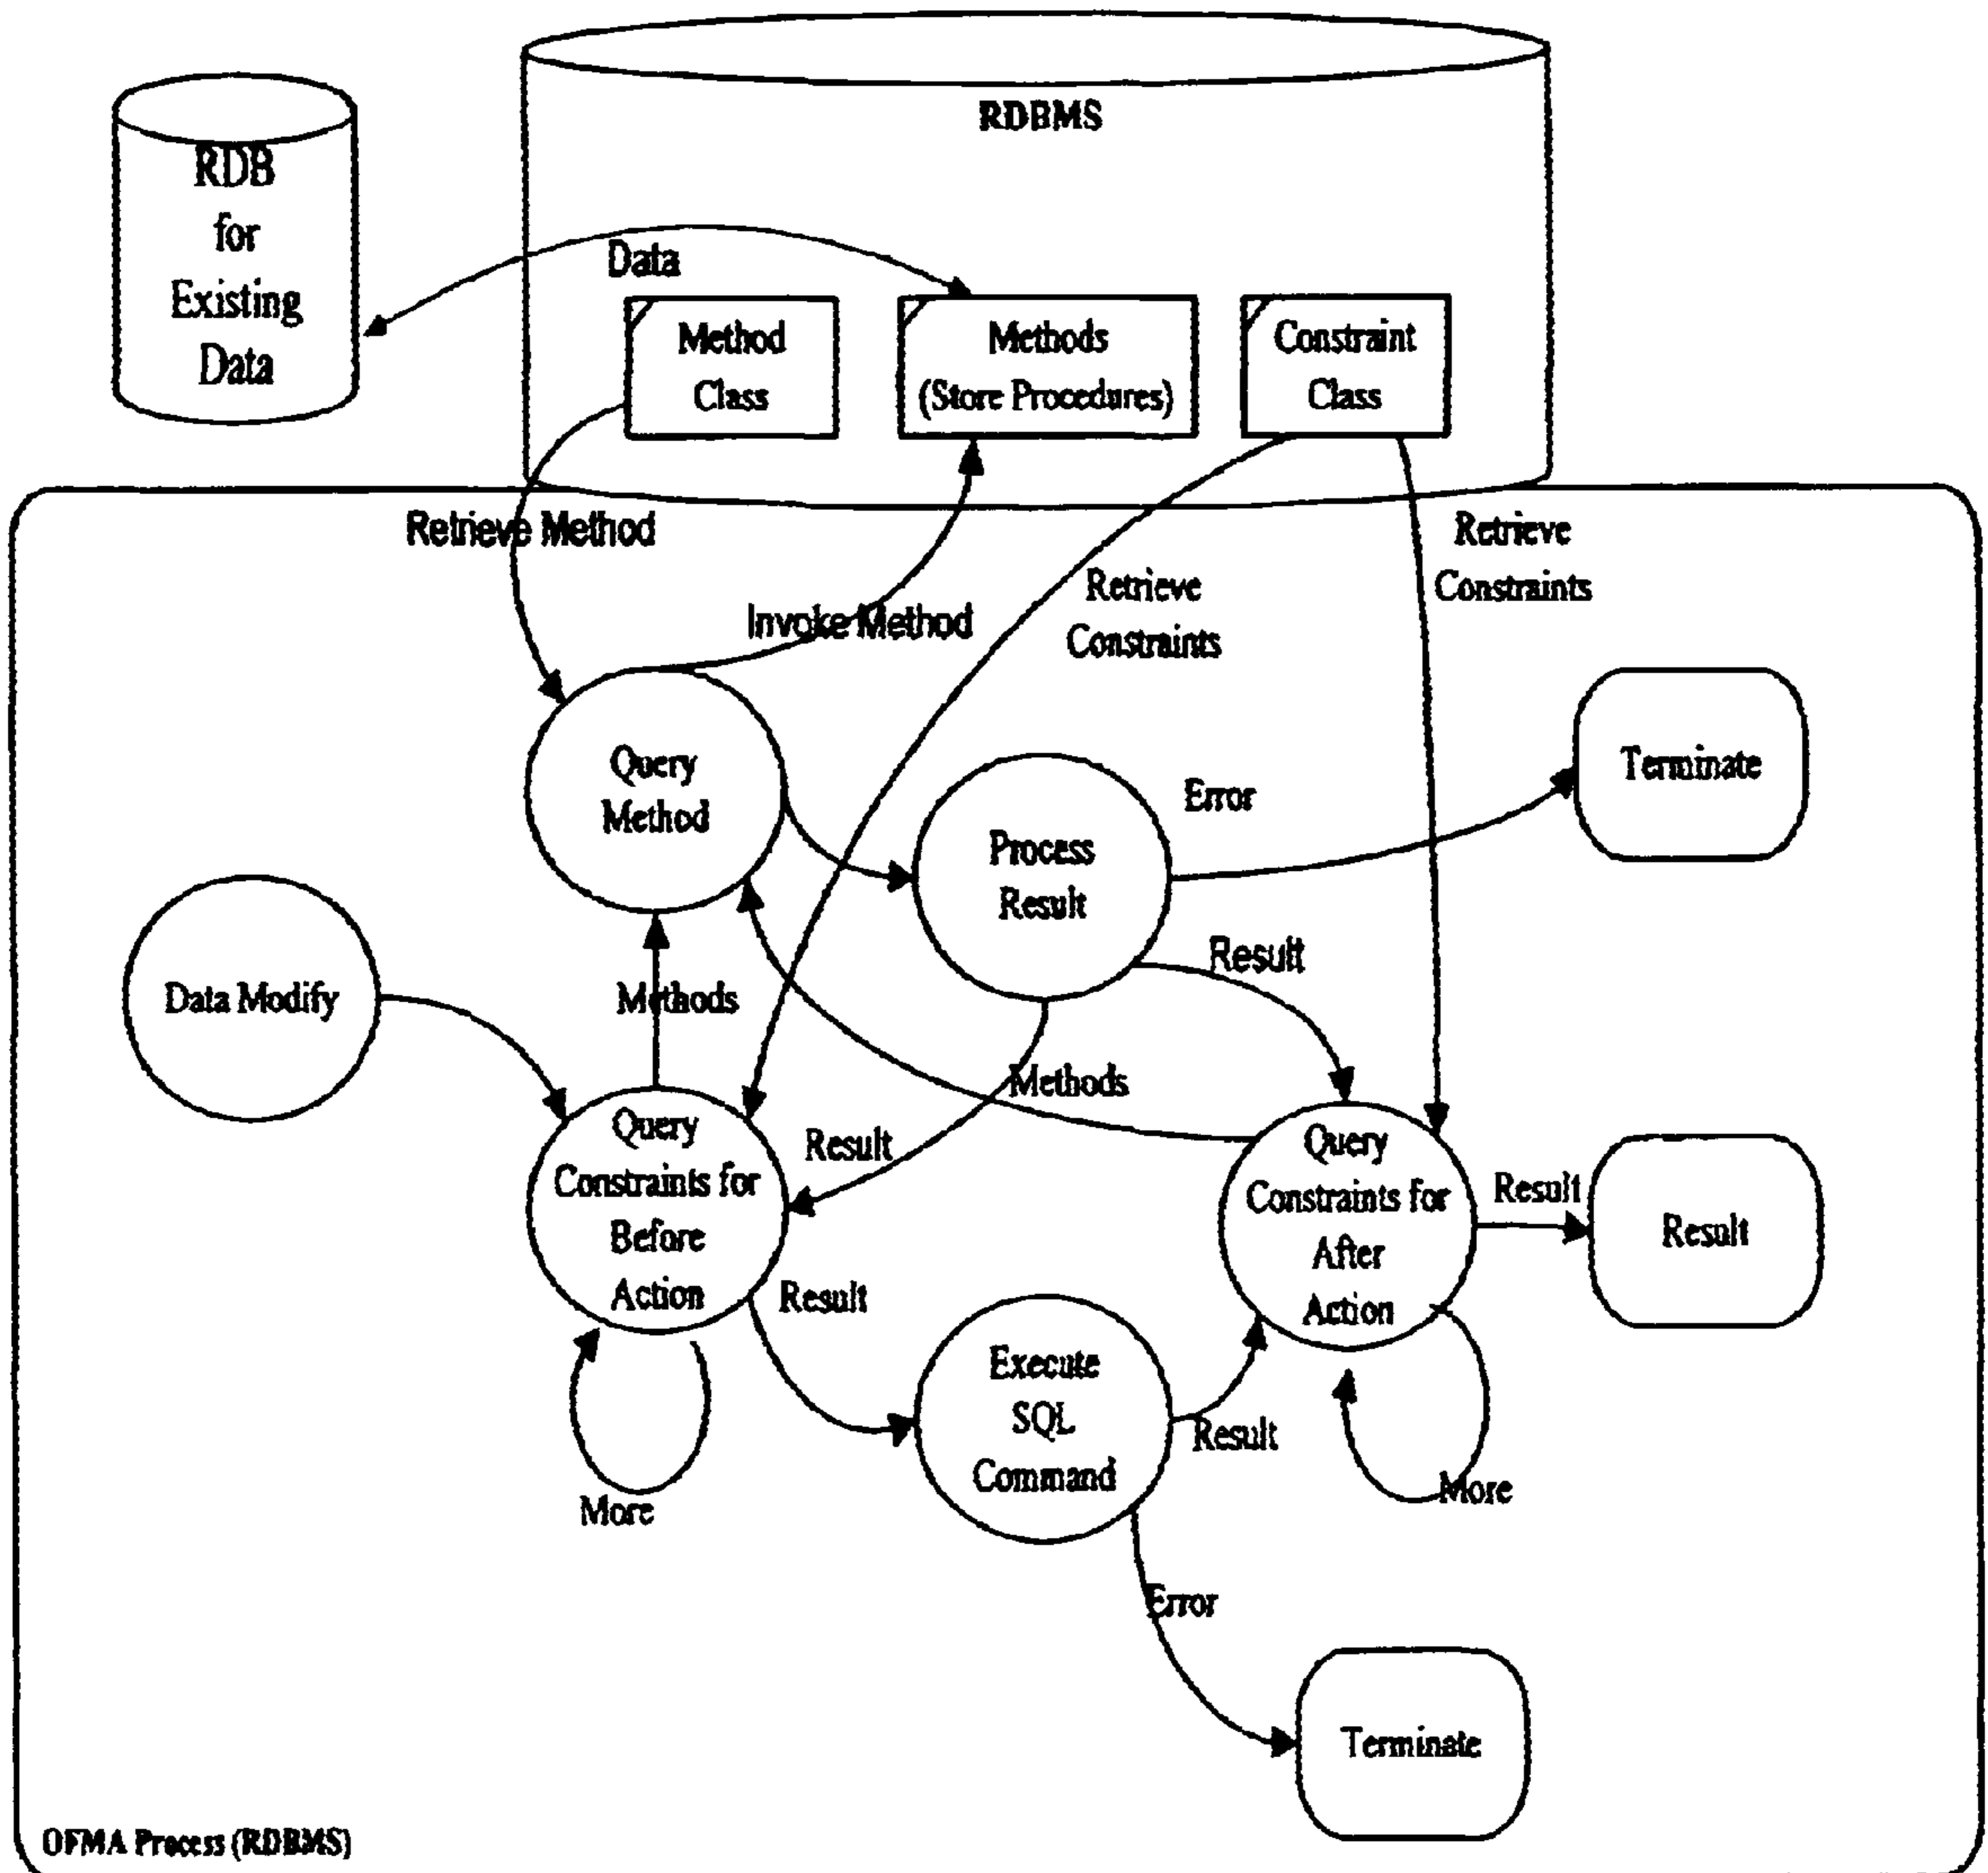 RDBMS
RDB
for
Existing
Data
Data
Method
Class
Methods
(Store Procedures)
Constraint
Class
Retrieve Method
Invoke Method
Retrieve
Constraints
Retrieve
Constraints
Query
Method
Process
Result
Error
Terminate
Data Modify
Methods
Result
Methods
Result
Query
Constraints for
Before
Action
Result
More
Query
Constraints for
After
Action
Result
Result
Execute
SQL
Command
Result
More
Error
Terminate
OFMA Process (RDBMS)